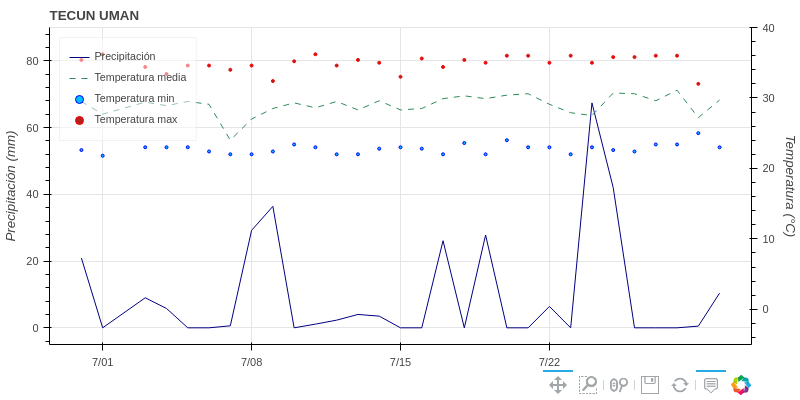 TECUN UMAN
Precipitación
Temperatura media
Temperatura min
Temperatura max
Precipitación (mm)
80
60
40
20
0
Temperatura (°C)
40
30
20
10
0
7/01
7/08
7/15
7/22